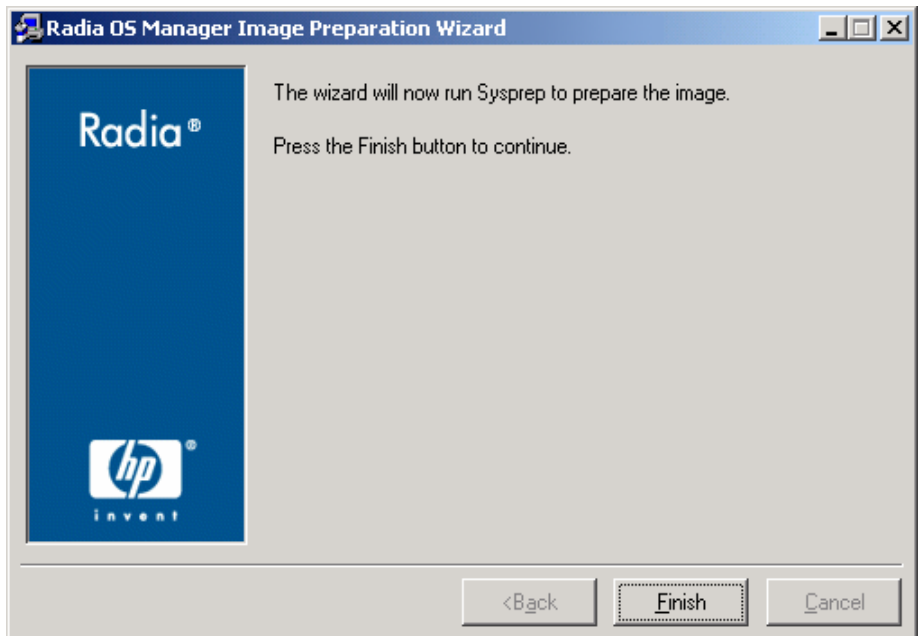 Radia OS Manager Image Preparation Wizard
Radia®
The wizard will now run Sysprep to prepare the image.
Press the Finish button to continue.
hp®
invent
<Back
Finish
Cancel